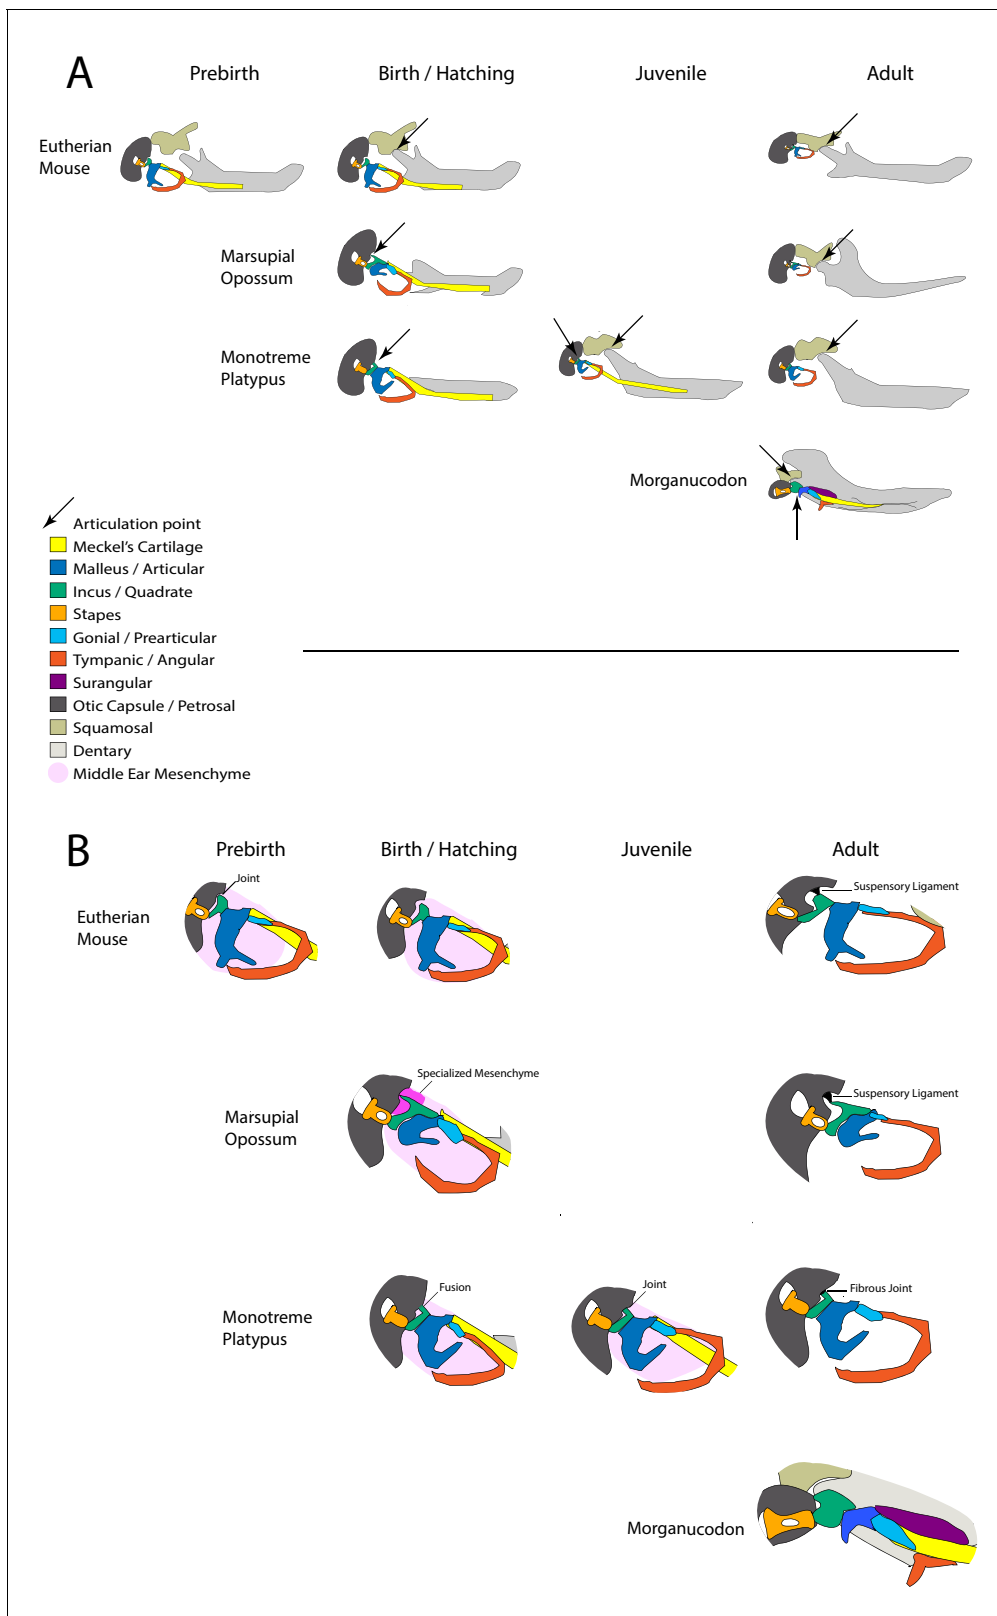 A
Prebirth
Birth / Hatching
Juvenile
Adult
Eutherian
Mouse
Marsupial
Opossum
Monotreme
Platypus
Morganucodon
Articulation point
Meckel's Cartilage
Malleus / Articular
Incus / Quadrate
Stapes
Gonial / Prearticular
Tympanic / Angular
Surangular
Otic Capsule / Petrosal
Squamosal
Dentary
Middle Ear Mesenchyme
B
Prebirth
Birth / Hatching
Juvenile
Adult
Eutherian
Mouse
Joint
Suspensory Ligament
Marsupial
Opossum
Specialized Mesenchyme
Suspensory Ligament
Monotreme
Platypus
Fusion
Joint
Fibrous Joint
Morganucodon